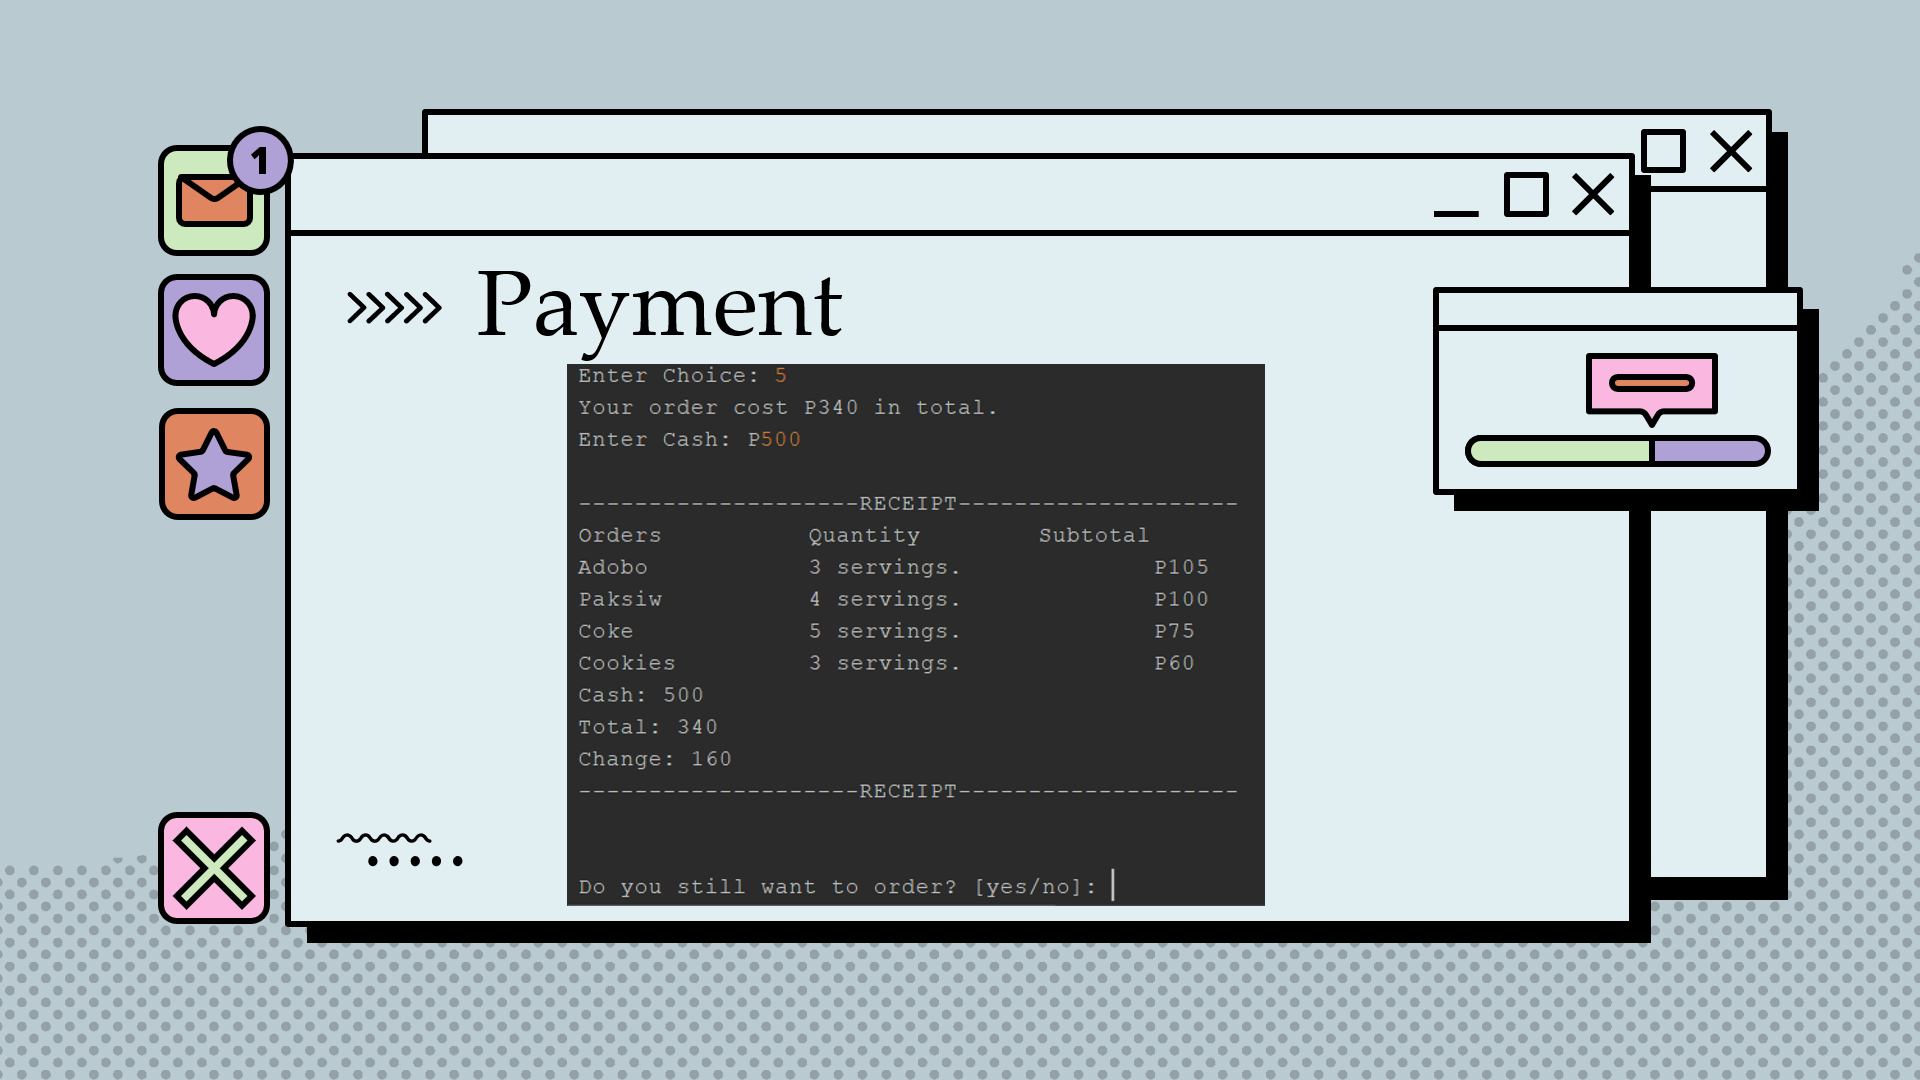 1
>>>>> Payment
Enter Choice: 5
Your order cost P340 in total.
Enter Cash: P500
--------------------RECEIPT--------------------
Orders Quantity Subtotal
Adobo 3 servings. P105
Paksiw 4 servings. P100
Coke 5 servings. P75
Cookies 3 servings. P60
Cash: 500
Total: 340
Change: 160
--------------------RECEIPT--------------------
Do you still want to order? [yes/no]: